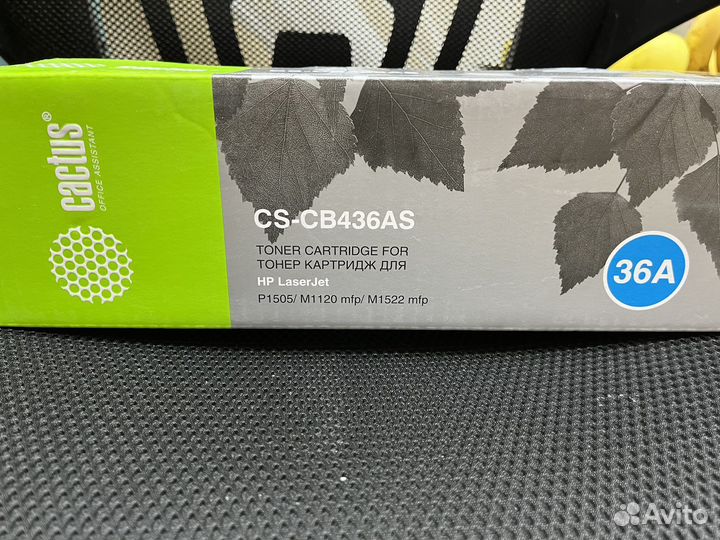 cactus®
OFFICE ASSISTANT
CS-CB436AS
TONER CARTRIDGE FOR
ТОНЕР КАРТРИДЖ ДЛЯ
HP LaserJet
P1505/ M1120 mfp/ M1522 mfp
36A
Avito